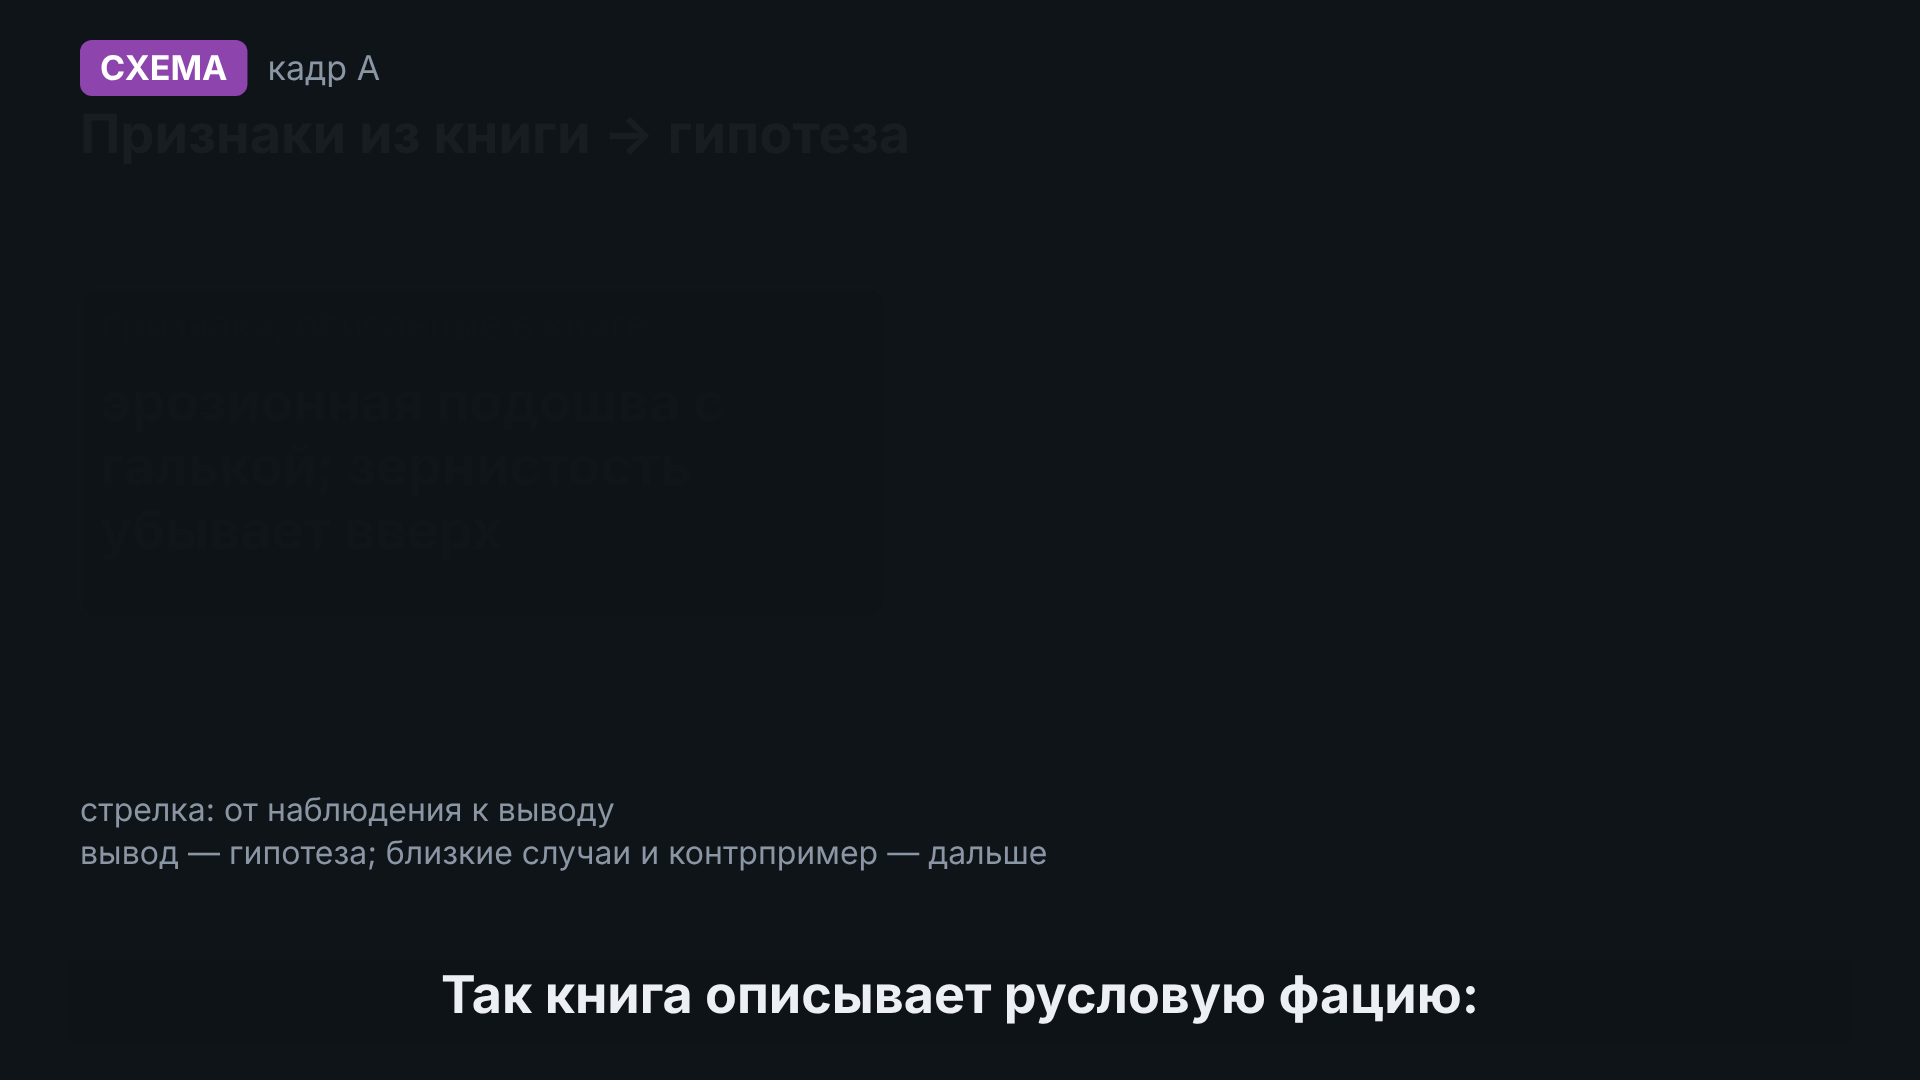 СХЕМА кадр А
Признаки из книги → гипотеза
эрозионная подошва с
галькой; зернистость
убывает вверх
стрелка: от наблюдения к выводу
вывод — гипотеза; близкие случаи и контрпример — дальше
Так книга описывает русловую фацию: